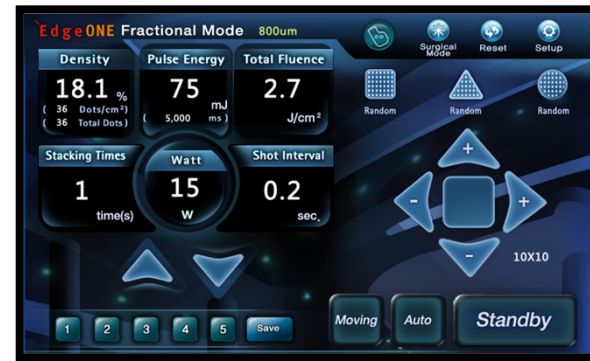 EdgeONE Fractional Mode 800um
Surgical Mode
Reset
Setup
Density
18.1 %
( 36 Dots/cm²)
( 36 Total Dots)
Pulse Energy
75 mJ
( 5,000 ms )
Total Fluence
2.7
J/cm²
Random
Random
Random
Stacking Times
1
time(s)
Watt
15
W
Shot Interval
0.2
sec.
+
-
+
-
10X10
1 2 3 4 5 Save
Moving
Auto
Standby